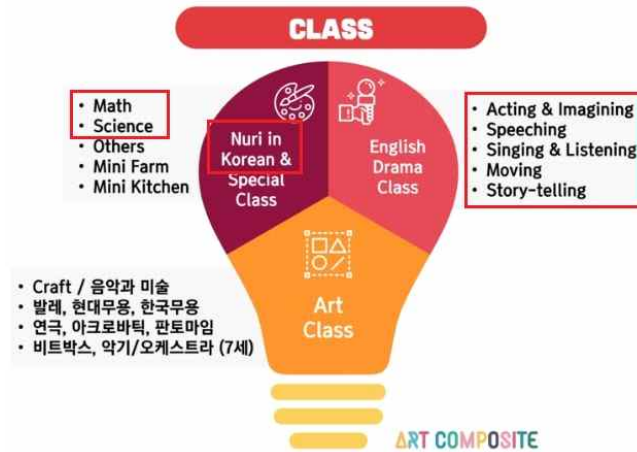 CLASS
• Math
• Science
• Others
• Mini Farm
• Mini Kitchen
Nuri in
Korean &
Special
Class
English
Drama
Class
• Acting & Imagining
• Speeching
• Singing & Listening
• Moving
• Story-telling
• Craft / 음악과 미술
• 발레, 현대무용, 한국무용
• 연극, 아크로바틱, 판토마임
• 비트박스, 악기/오케스트라 (7세)
Art
Class
ART COMPOSITE